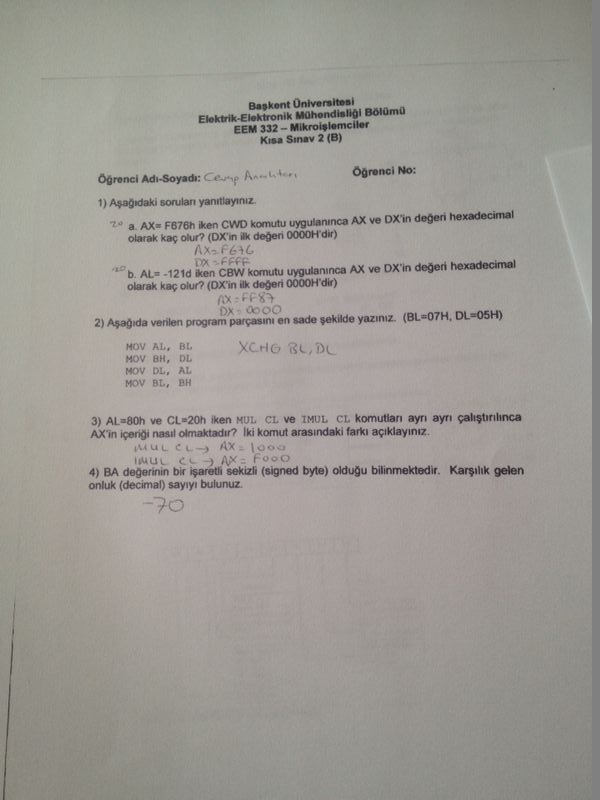 Başkent Üniversitesi
Elektrik-Elektronik Mühendisliği Bölümü
EEM 332 – Mikroişlemciler
Kısa Sınav 2 (B)
Öğrenci Adı-Soyadı: Cevap Anahtarı Öğrenci No:
1) Aşağıdaki soruları yanıtlayınız.
20 a. AX= F676h iken CWD komutu uygulanınca AX ve DX'in değeri hexadecimal
olarak kaç olur? (DX'in ilk değeri 0000H'dir)
AX=F676
DX=FFFF
20 b. AL= -121d iken CBW komutu uygulanınca AX ve DX'in değeri hexadecimal
olarak kaç olur? (DX'in ilk değeri 0000H'dir)
AX=FF87
DX=0000
2) Aşağıda verilen program parçasını en sade şekilde yazınız. (BL=07H, DL=05H)
MOV AL, BL XCHG BL,DL
MOV BH, DL
MOV DL, AL
MOV BL, BH
3) AL=80h ve CL=20h iken MUL CL ve IMUL CL komutları ayrı ayrı çalıştırılınca
AX'in içeriği nasıl olmaktadır? İki komut arasındaki farkı açıklayınız.
MUL CL → AX=1000
IMUL CL → AX=F000
4) BA değerinin bir işaretli sekizli (signed byte) olduğu bilinmektedir. Karşılık gelen
onluk (decimal) sayıyı bulunuz.
-70